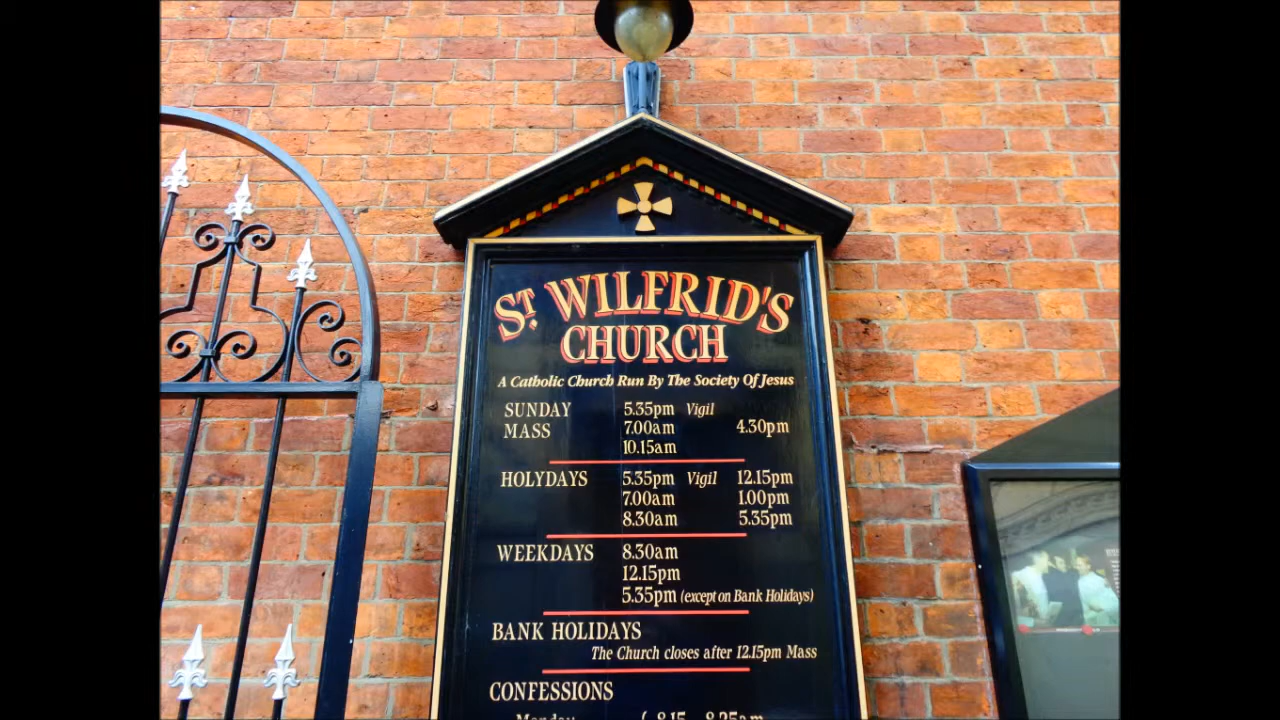 ST. WILFRID'S
CHURCH
A Catholic Church Run By The Society Of Jesus
SUNDAY 5.35pm Vigil
MASS 7.00am 4.30pm
10.15am
HOLYDAYS 5.35pm Vigil 12.15pm
7.00am 1.00pm
8.30am 5.35pm
WEEKDAYS 8.30am
12.15pm
5.35pm (except on Bank Holidays)
BANK HOLIDAYS
The Church closes after 12.15pm Mass
CONFESSIONS
Monday